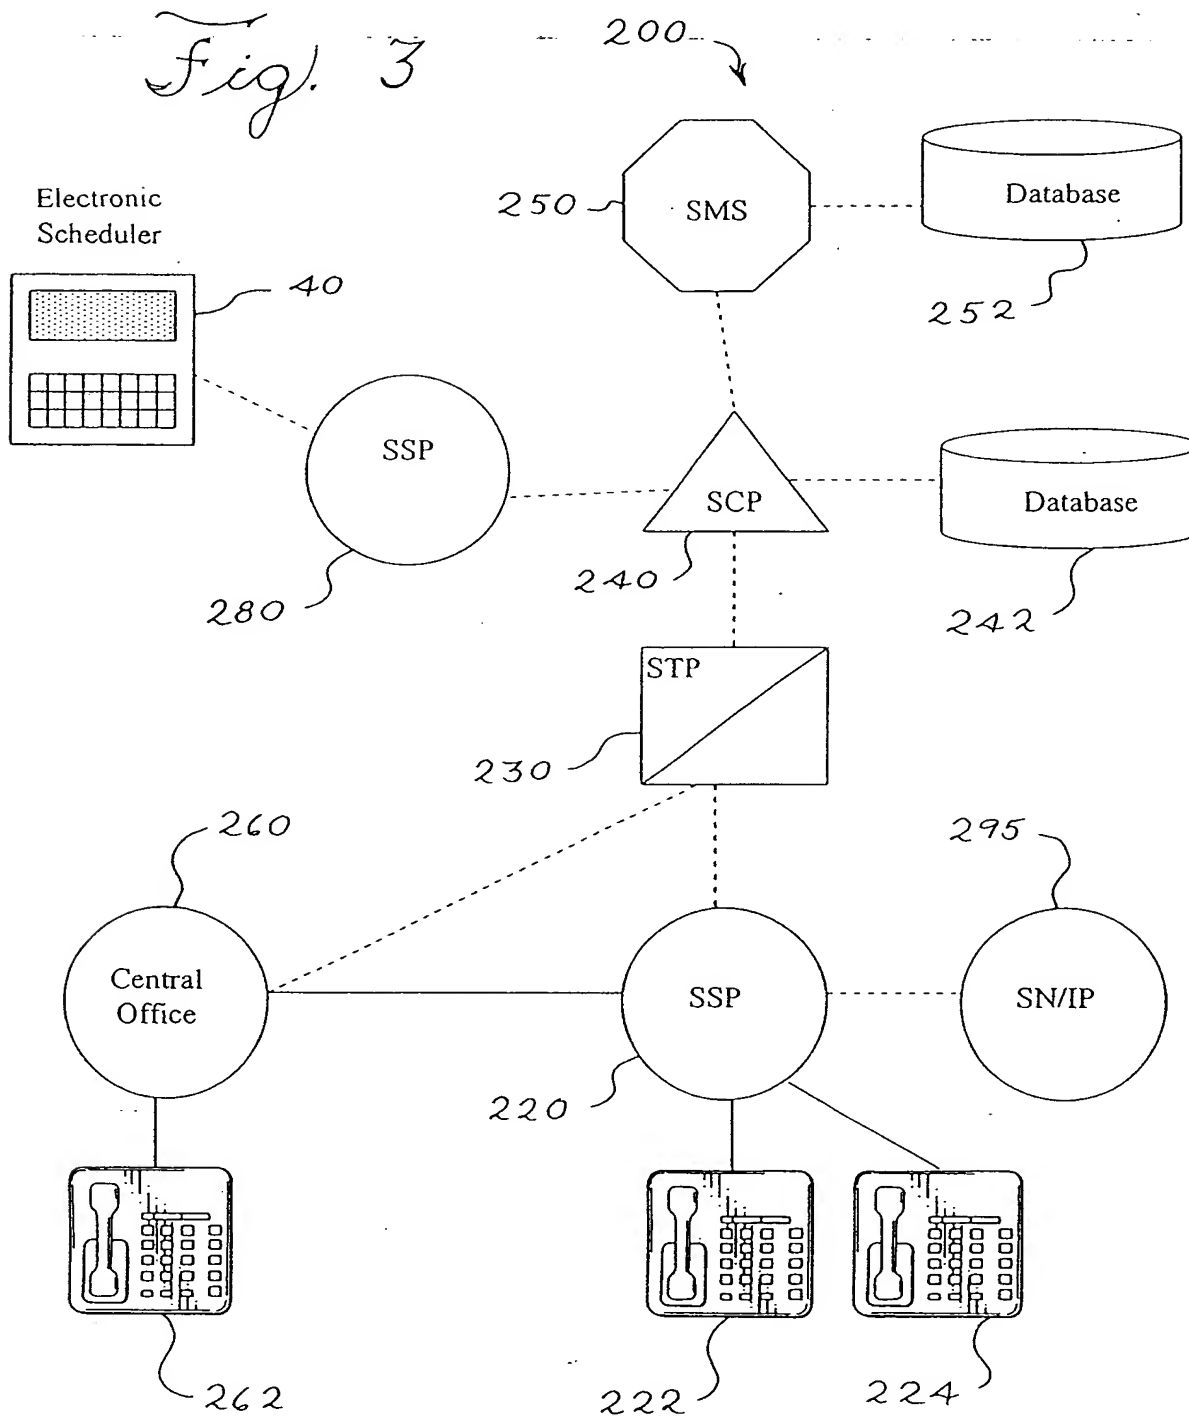 Fig. 3
200
Electronic
Scheduler
40
250
SMS
Database
252
SSP
280
SCP
240
Database
242
STP
230
260
295
Central
Office
SSP
SN/IP
220
262
222
224